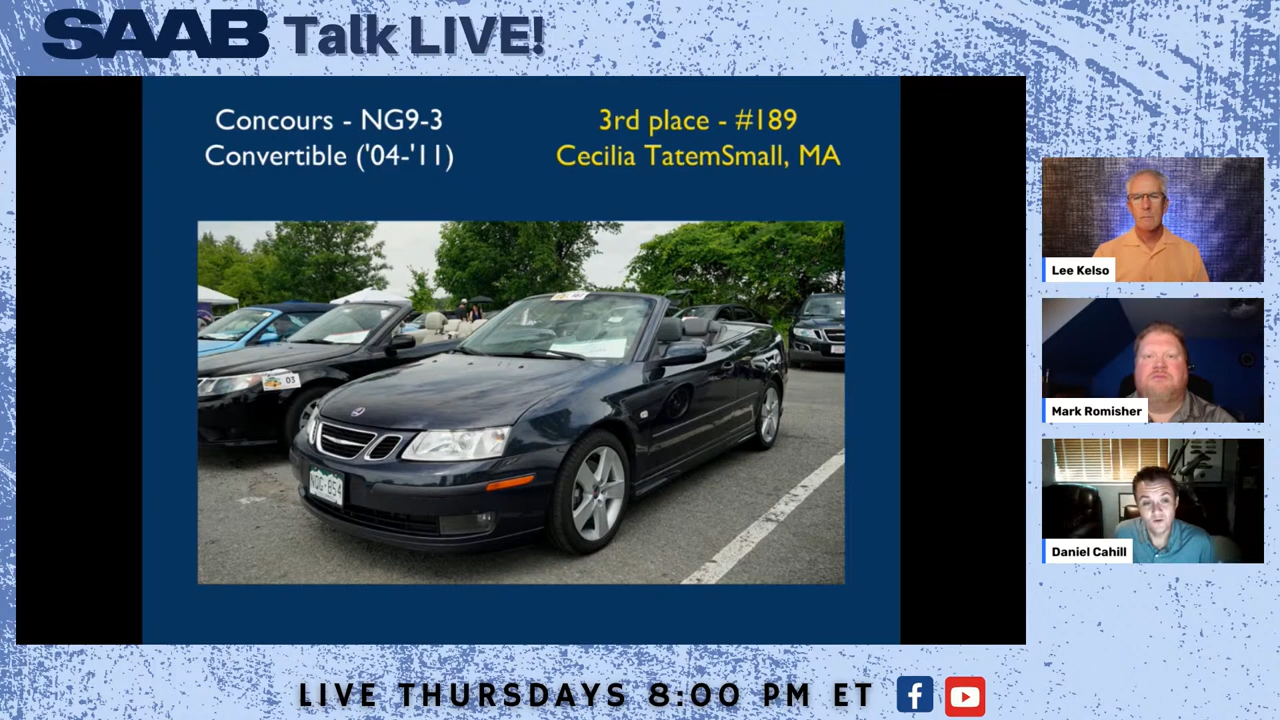 SAAB Talk LIVE!
Concours - NG9-3
Convertible ('04-'11)
3rd place - #189
Cecilia TatemSmall, MA
03
Lee Kelso
Mark Romisher
Daniel Cahill
LIVE THURSDAYS 8:00 PM ET